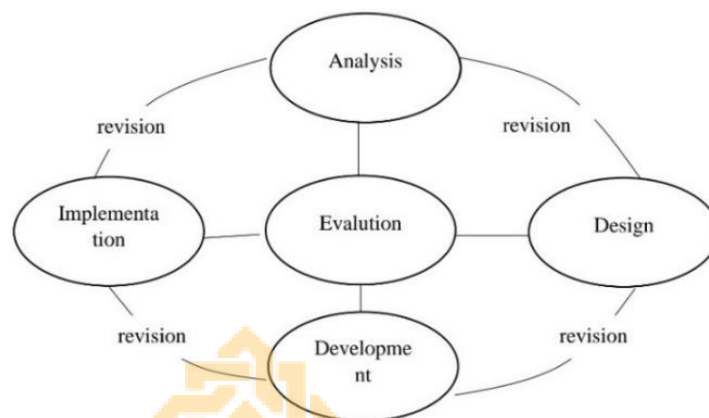 Analysis
revision
revision
Implementa
tion
Evalution
Design
revision
revision
Developme
nt